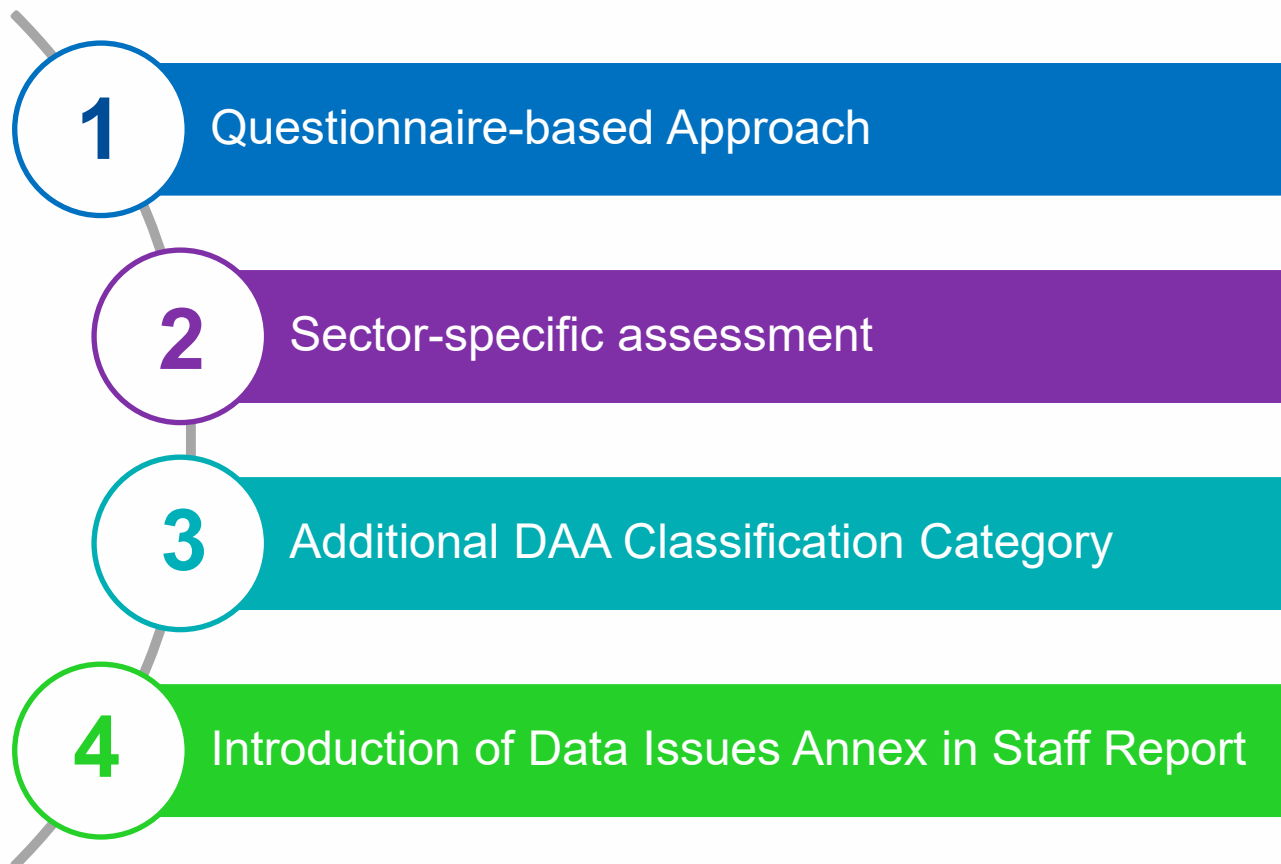 1
Questionnaire-based Approach
2
Sector-specific assessment
3
Additional DAA Classification Category
4
Introduction of Data Issues Annex in Staff Report